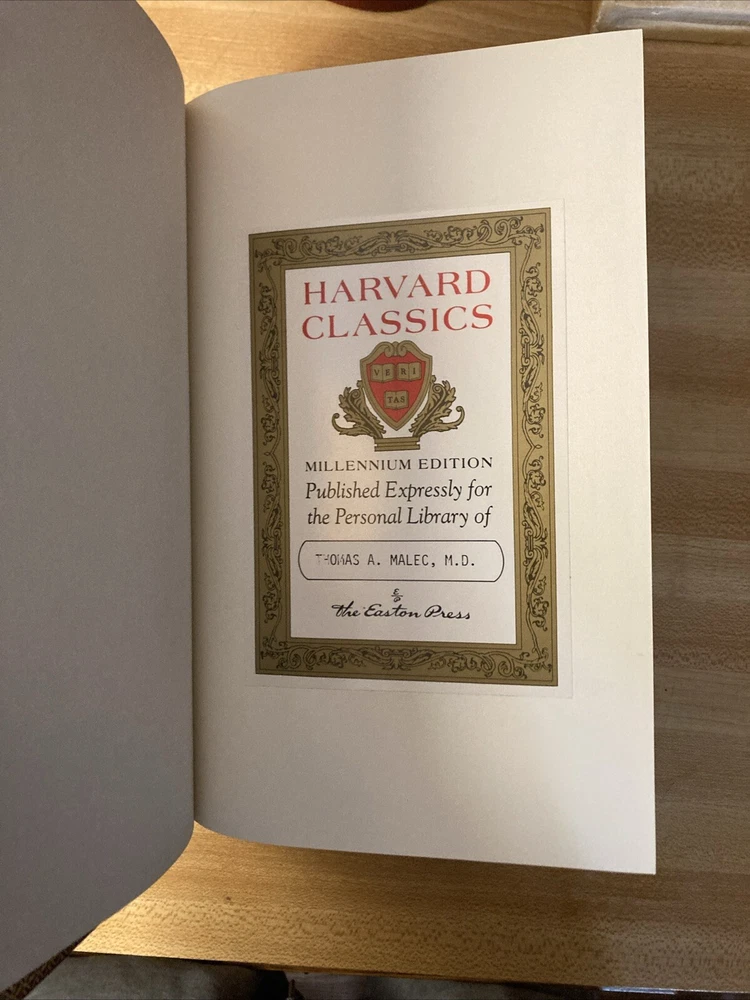 HARVARD
CLASSICS
VE RI
TAS
MILLENNIUM EDITION
Published Expressly for
the Personal Library of
THOMAS A. MALEC, M.D.
The Easton Press